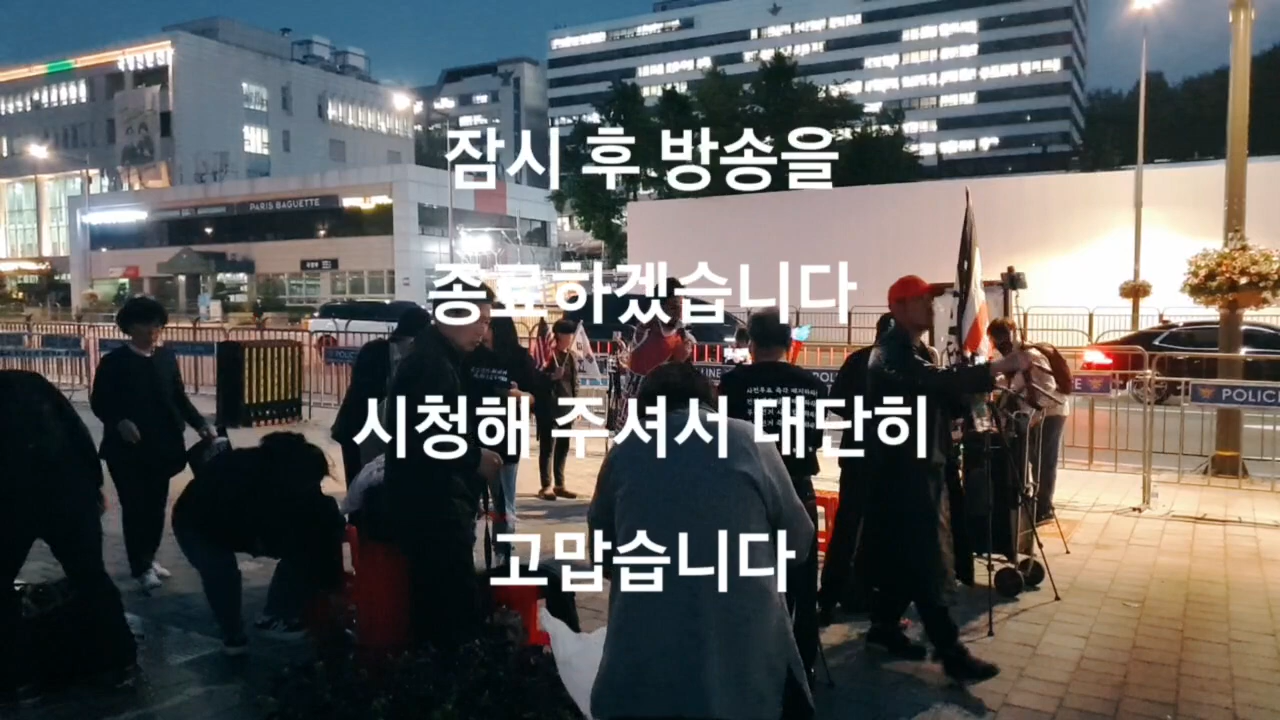 잠시 후 방송을
종료하겠습니다
시청해 주셔서 대단히
고맙습니다
PARIS BAGUETTE
POLICE
LINE
POLICE